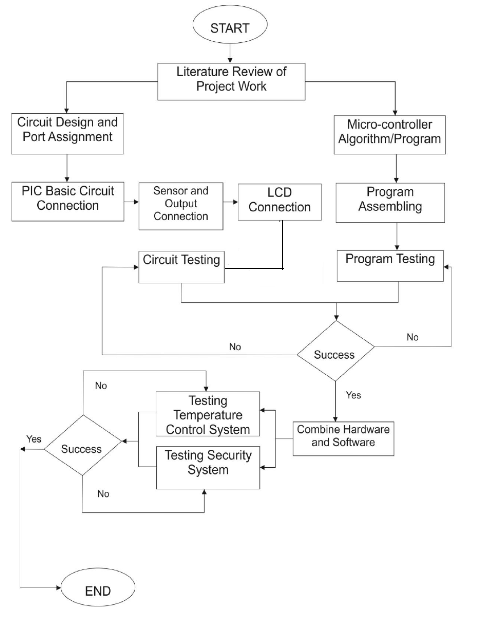 START
Literature Review of
Project Work
Circuit Design and
Port Assignment
Micro-controller
Algorithm/Program
PIC Basic Circuit
Connection
Sensor and
Output
Connection
LCD
Connection
Program
Assembling
Circuit Testing
Program Testing
No
Success
No
Yes
No
Testing
Temperature
Control System
Combine Hardware
and Software
Yes
Success
Testing Security
System
No
END